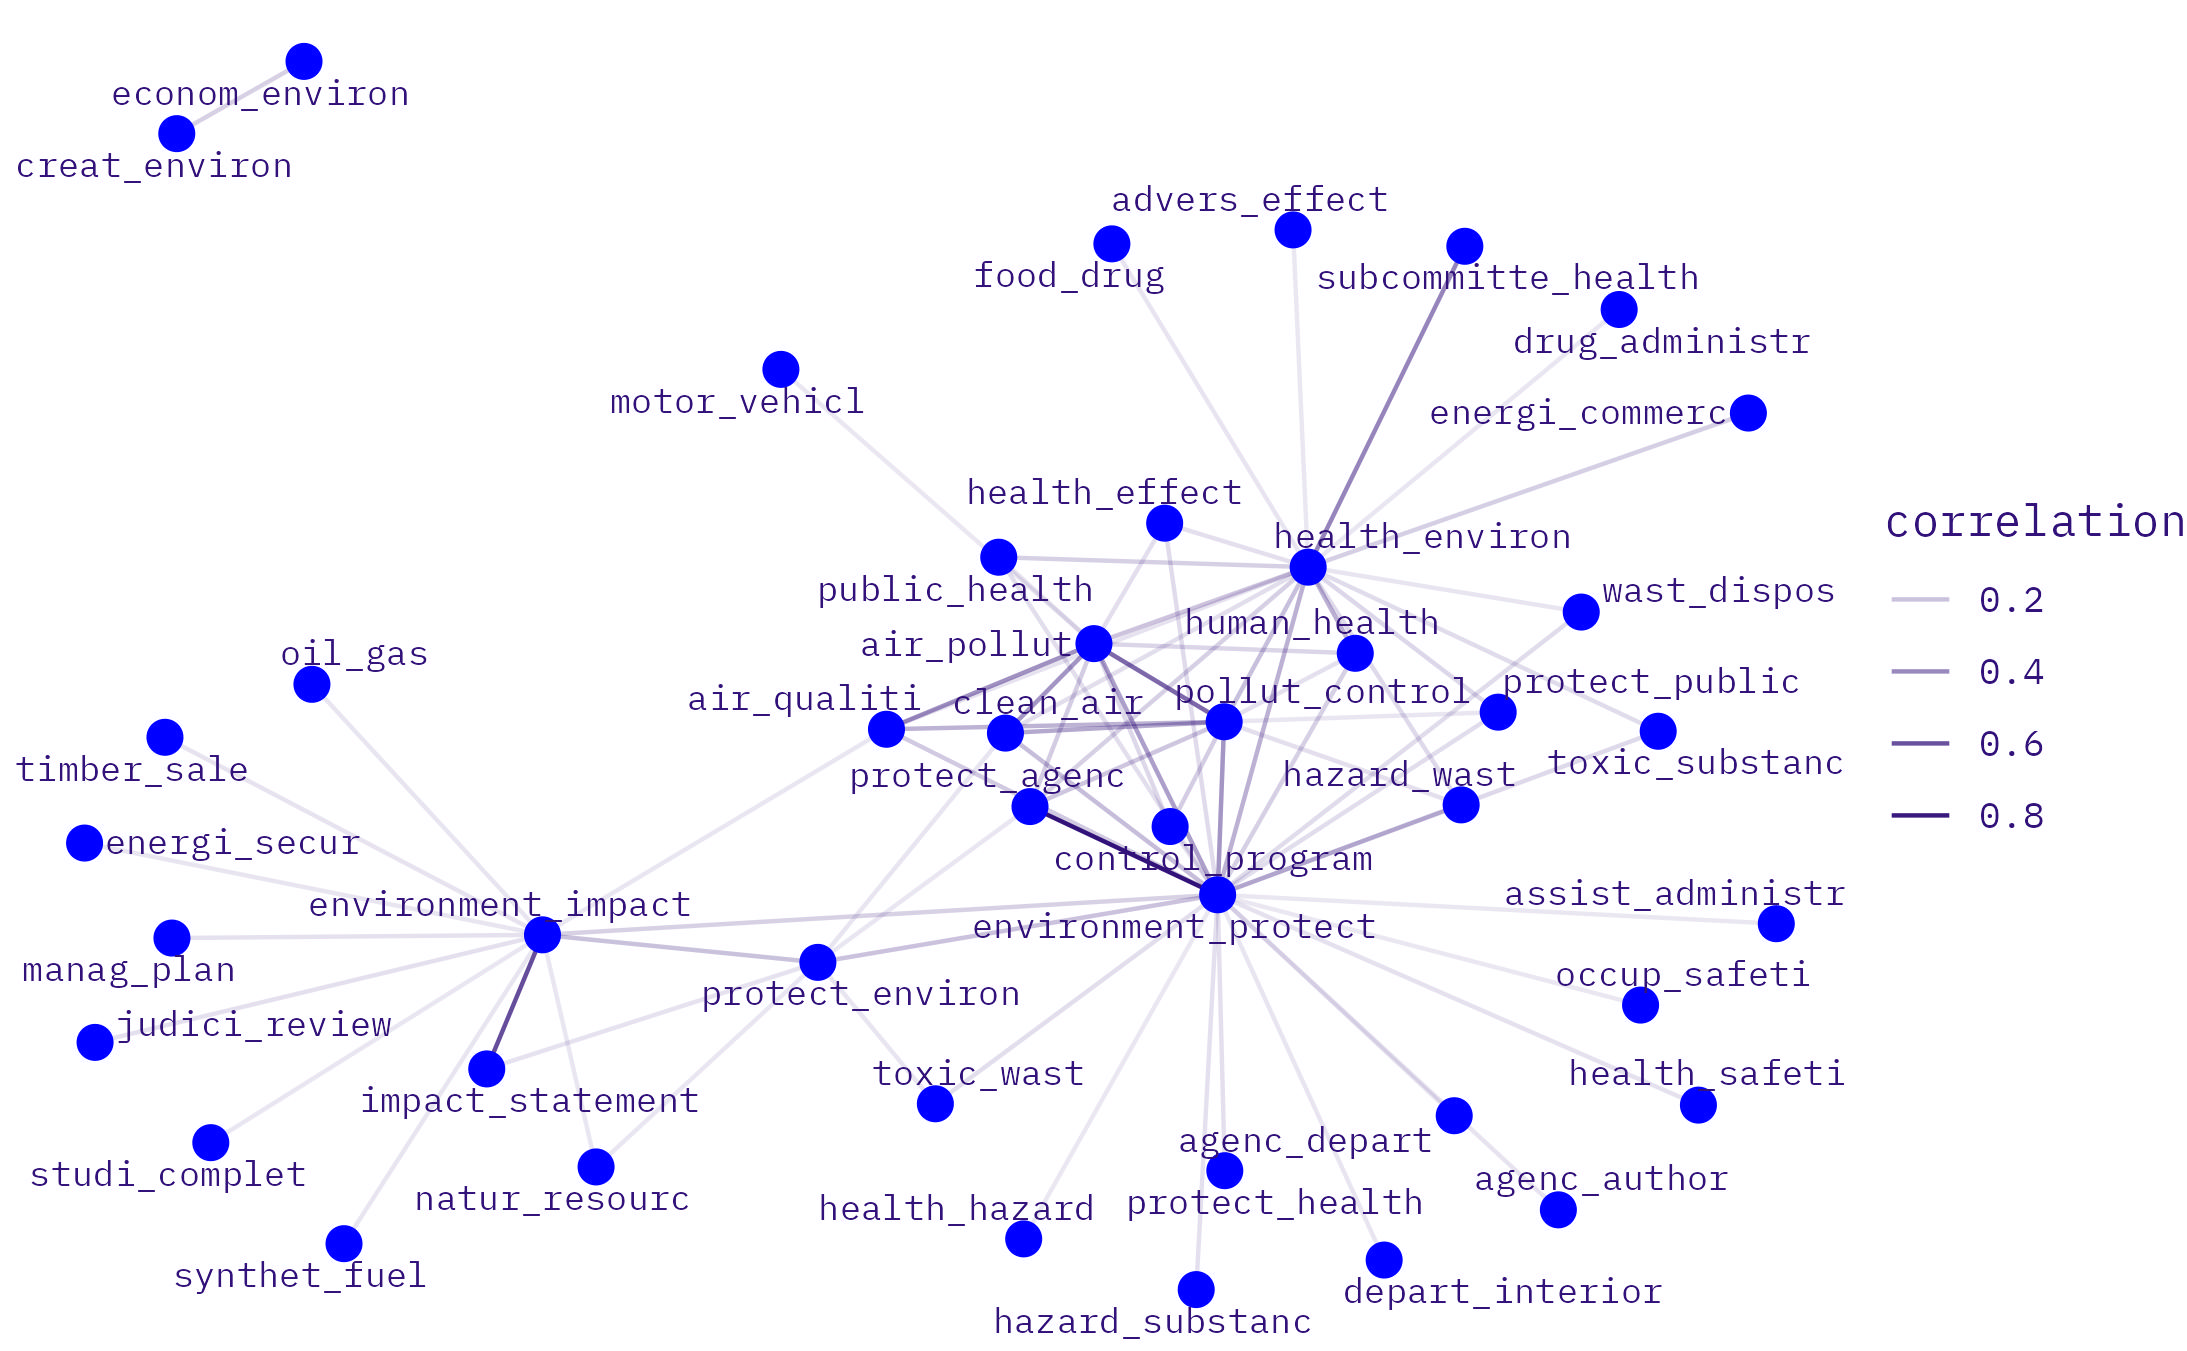 econom_environ
creat_environ
advers_effect
food_drug
subcommitte_health
drug_administr
motor_vehicl
energi_commerc
health_effect
health_environ
public_health
wast_dispos
human_health
air_pollut
oil_gas
air_qualiti
clean_air
pollut_control
protect_public
timber_sale
protect_agenc
hazard_wast
toxic_substanc
energi_secur
control_program
environment_impact
environment_protect
assist_administr
manag_plan
protect_environ
occup_safeti
judici_review
impact_statement
toxic_wast
health_safeti
studi_complet
natur_resourc
health_hazard
agenc_depart
protect_health
agenc_author
synthet_fuel
hazard_substanc
depart_interior
correlation
0.2
0.4
0.6
0.8